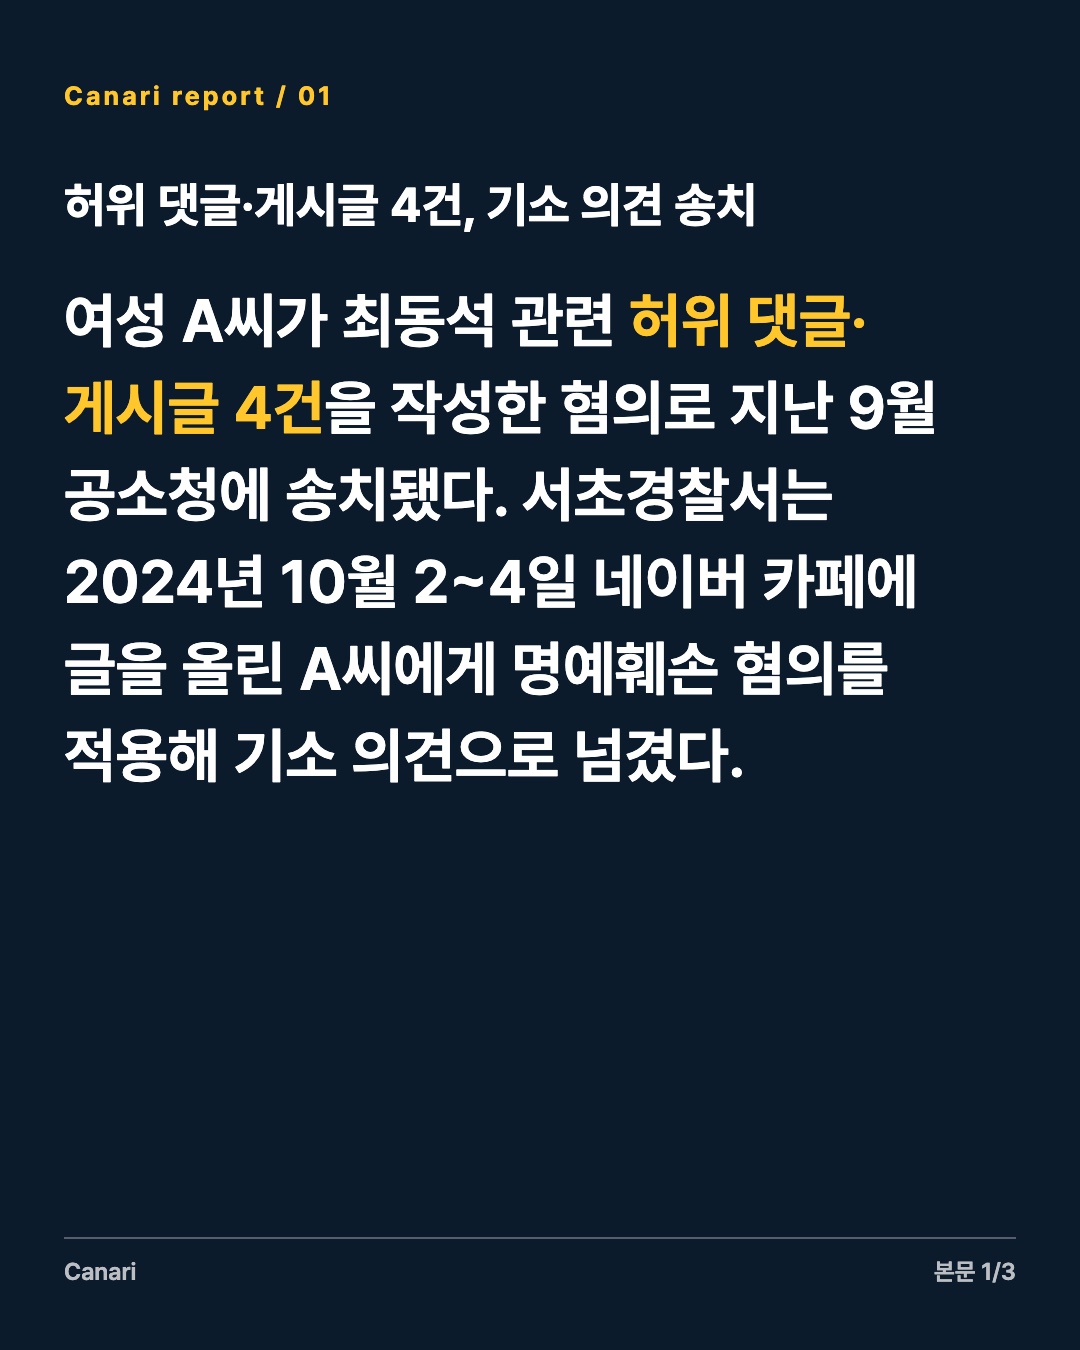 Canari report / 01
허위 댓글·게시글 4건, 기소 의견 송치
여성 A씨가 최동석 관련 허위 댓글·
게시글 4건을 작성한 혐의로 지난 9월
공소청에 송치됐다. 서초경찰서는
2024년 10월 2~4일 네이버 카페에
글을 올린 A씨에게 명예훼손 혐의를
적용해 기소 의견으로 넘겼다.
Canari
본문 1/3